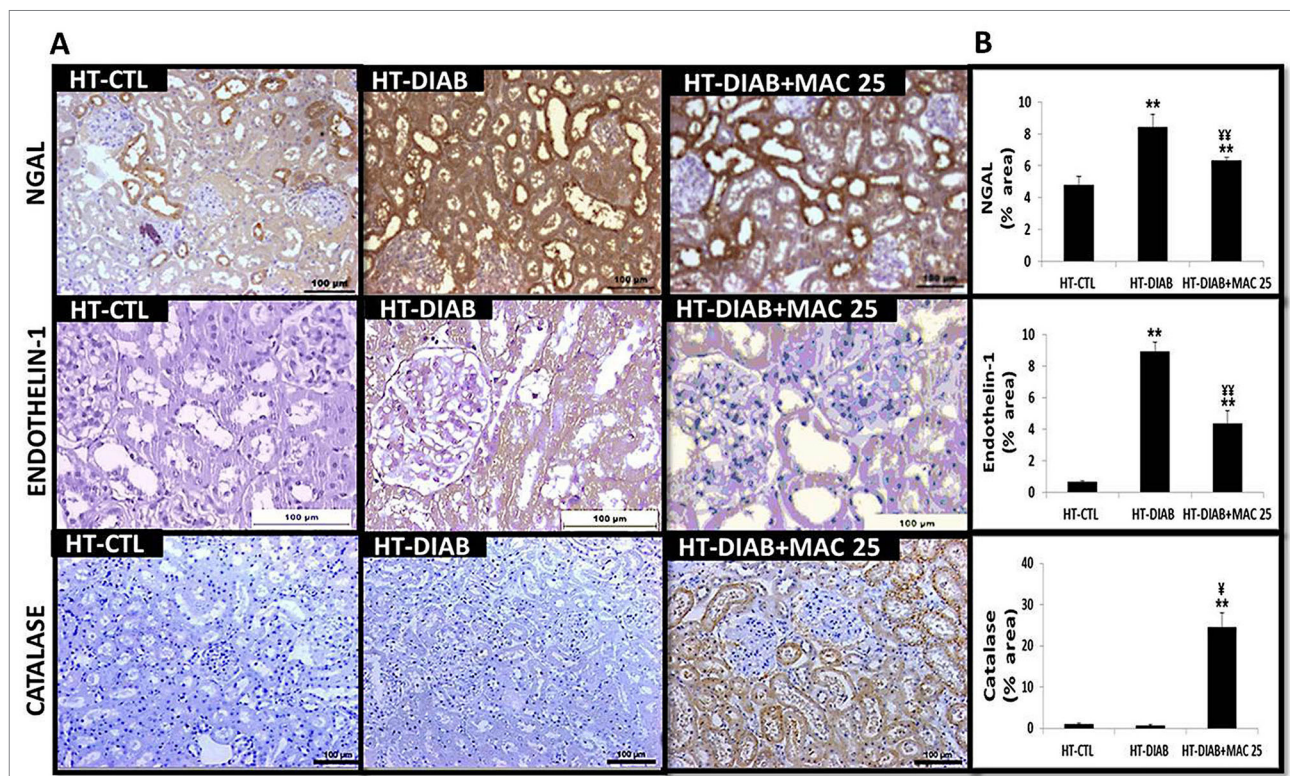 A
B
HT-CTL
HT-DIAB
HT-DIAB+MAC 25
NGAL
100 µm
100 µm
100 µm
NGAL
(% area)
10
8
6
4
2
0
**
¥¥
**
HT-CTL
HT-DIAB
HT-DIAB+MAC 25
HT-CTL
HT-DIAB
HT-DIAB+MAC 25
ENDOTHELIN-1
100 µm
100 µm
100 µm
Endothelin-1
(% area)
10
8
6
4
2
0
**
¥¥
**
HT-CTL
HT-DIAB
HT-DIAB+MAC 25
HT-CTL
HT-DIAB
HT-DIAB+MAC 25
CATALASE
100 µm
100 µm
100 µm
Catalase
(% area)
40
30
20
10
0
¥
**
HT-CTL
HT-DIAB
HT-DIAB+MAC 25